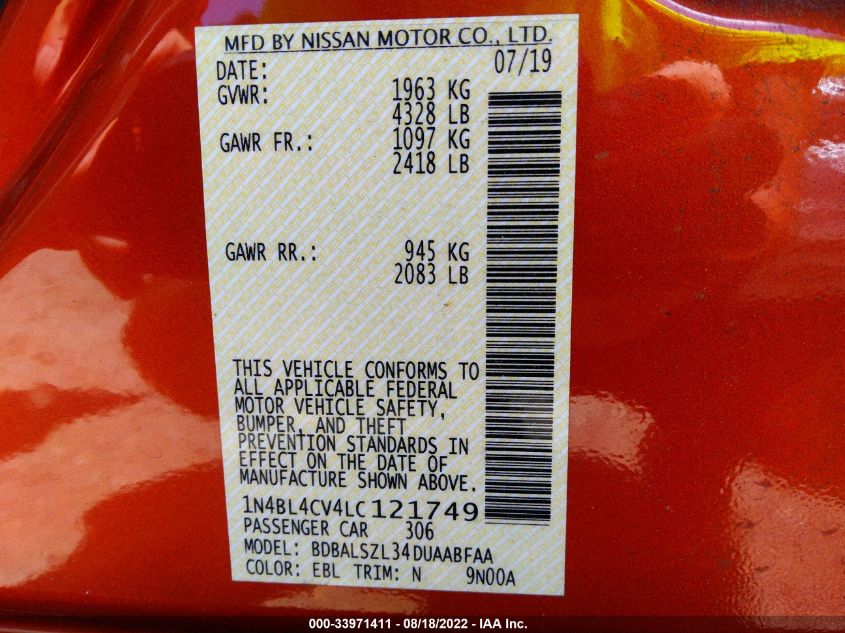 MFD BY NISSAN MOTOR CO., LTD.
DATE: 07/19
GVWR: 1963 KG
4328 LB
GAWR FR.: 1097 KG
2418 LB
GAWR RR.: 945 KG
2083 LB
THIS VEHICLE CONFORMS TO
ALL APPLICABLE FEDERAL
MOTOR VEHICLE SAFETY,
BUMPER, AND THEFT
PREVENTION STANDARDS IN
EFFECT ON THE DATE OF
MANUFACTURE SHOWN ABOVE.
1N4BL4CV4LC121749
PASSENGER CAR 306
MODEL: BDBALSZL34DUAABFAA
COLOR: EBL TRIM: N 9N00A
000-33971411 - 08/18/2022 - IAA Inc.